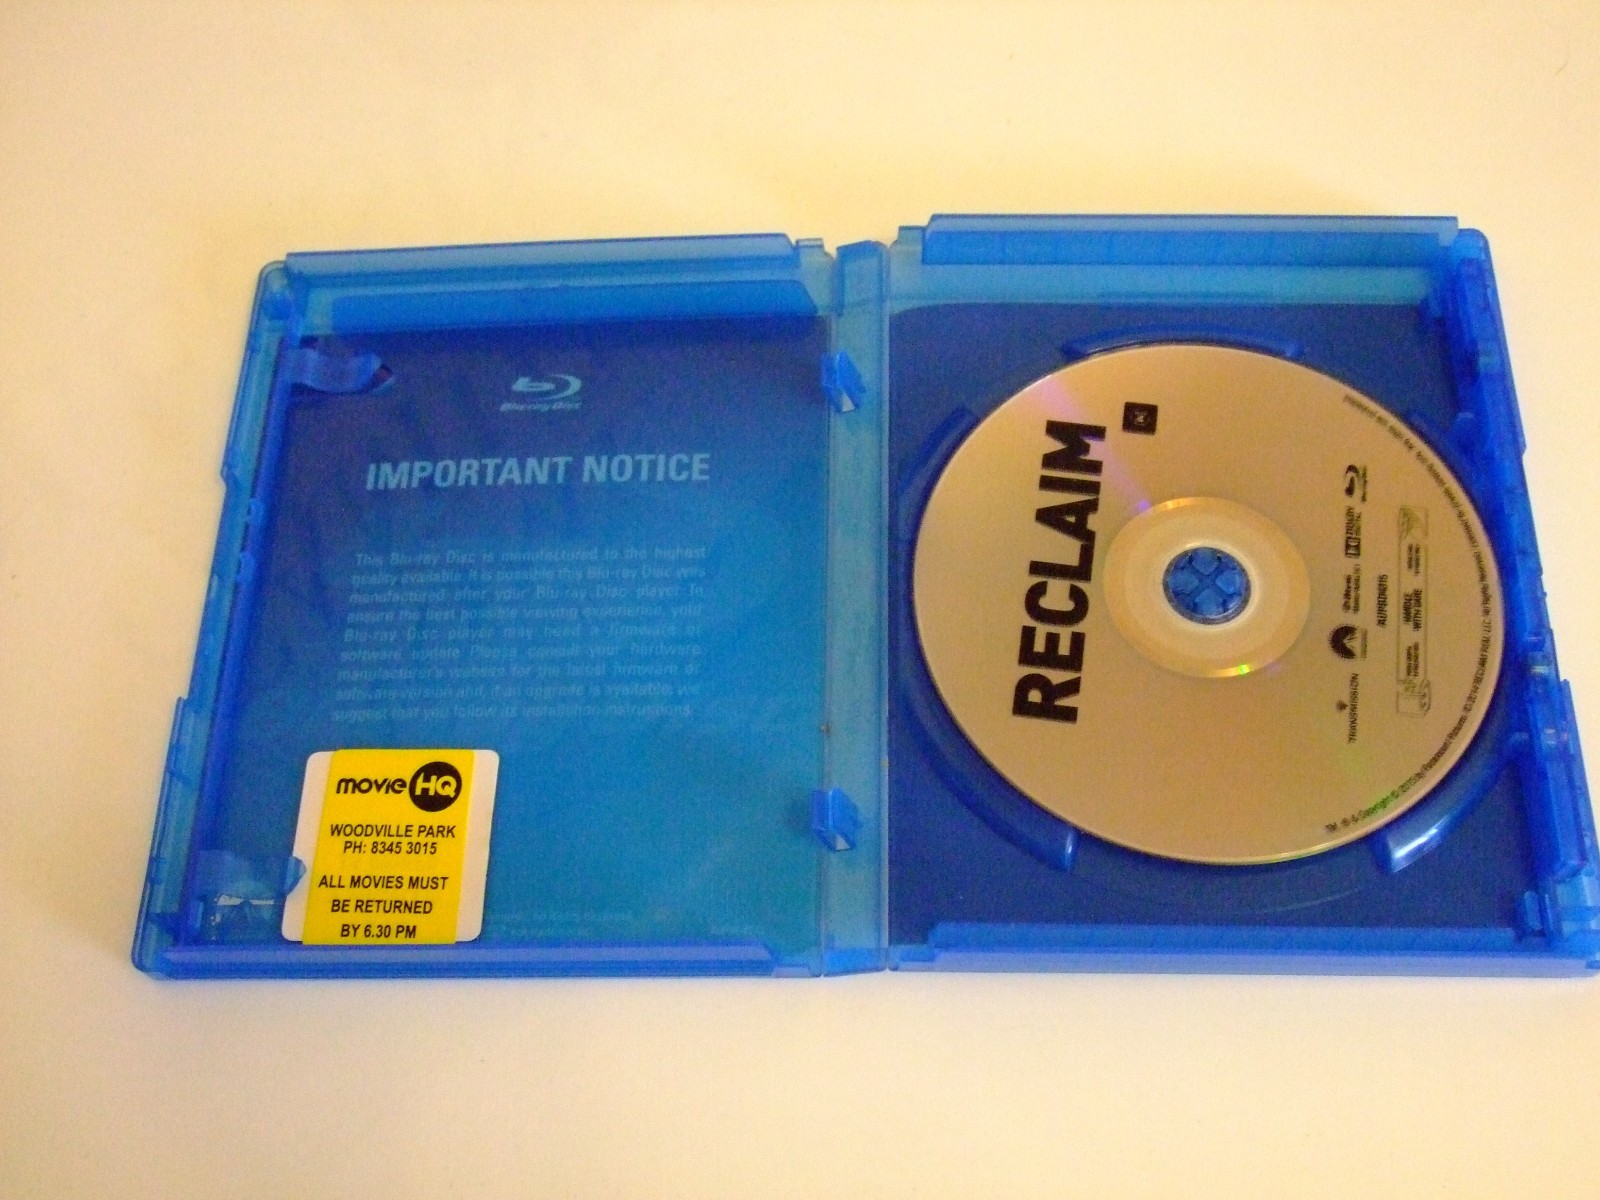 Blu-ray Disc
IMPORTANT NOTICE
This Blu-ray Disc is manufactured to the highest
quality available. It is possible this Blu-ray Disc was
manufactured after your Blu-ray Disc player. To
ensure the best possible viewing experience, your
Blu-ray Disc player may need a firmware or
software update. Please consult your hardware
manufacturer's website for the latest firmware or
software version and, if an upgrade is available, we
suggest that you follow its installation instructions.
movie HQ
WOODVILLE PARK
PH: 8345 3015
ALL MOVIES MUST
BE RETURNED
BY 6.30 PM
RECLAIM
TRANSMISSION
DOLBY
DIGITAL
HANDLE
WITH CARE